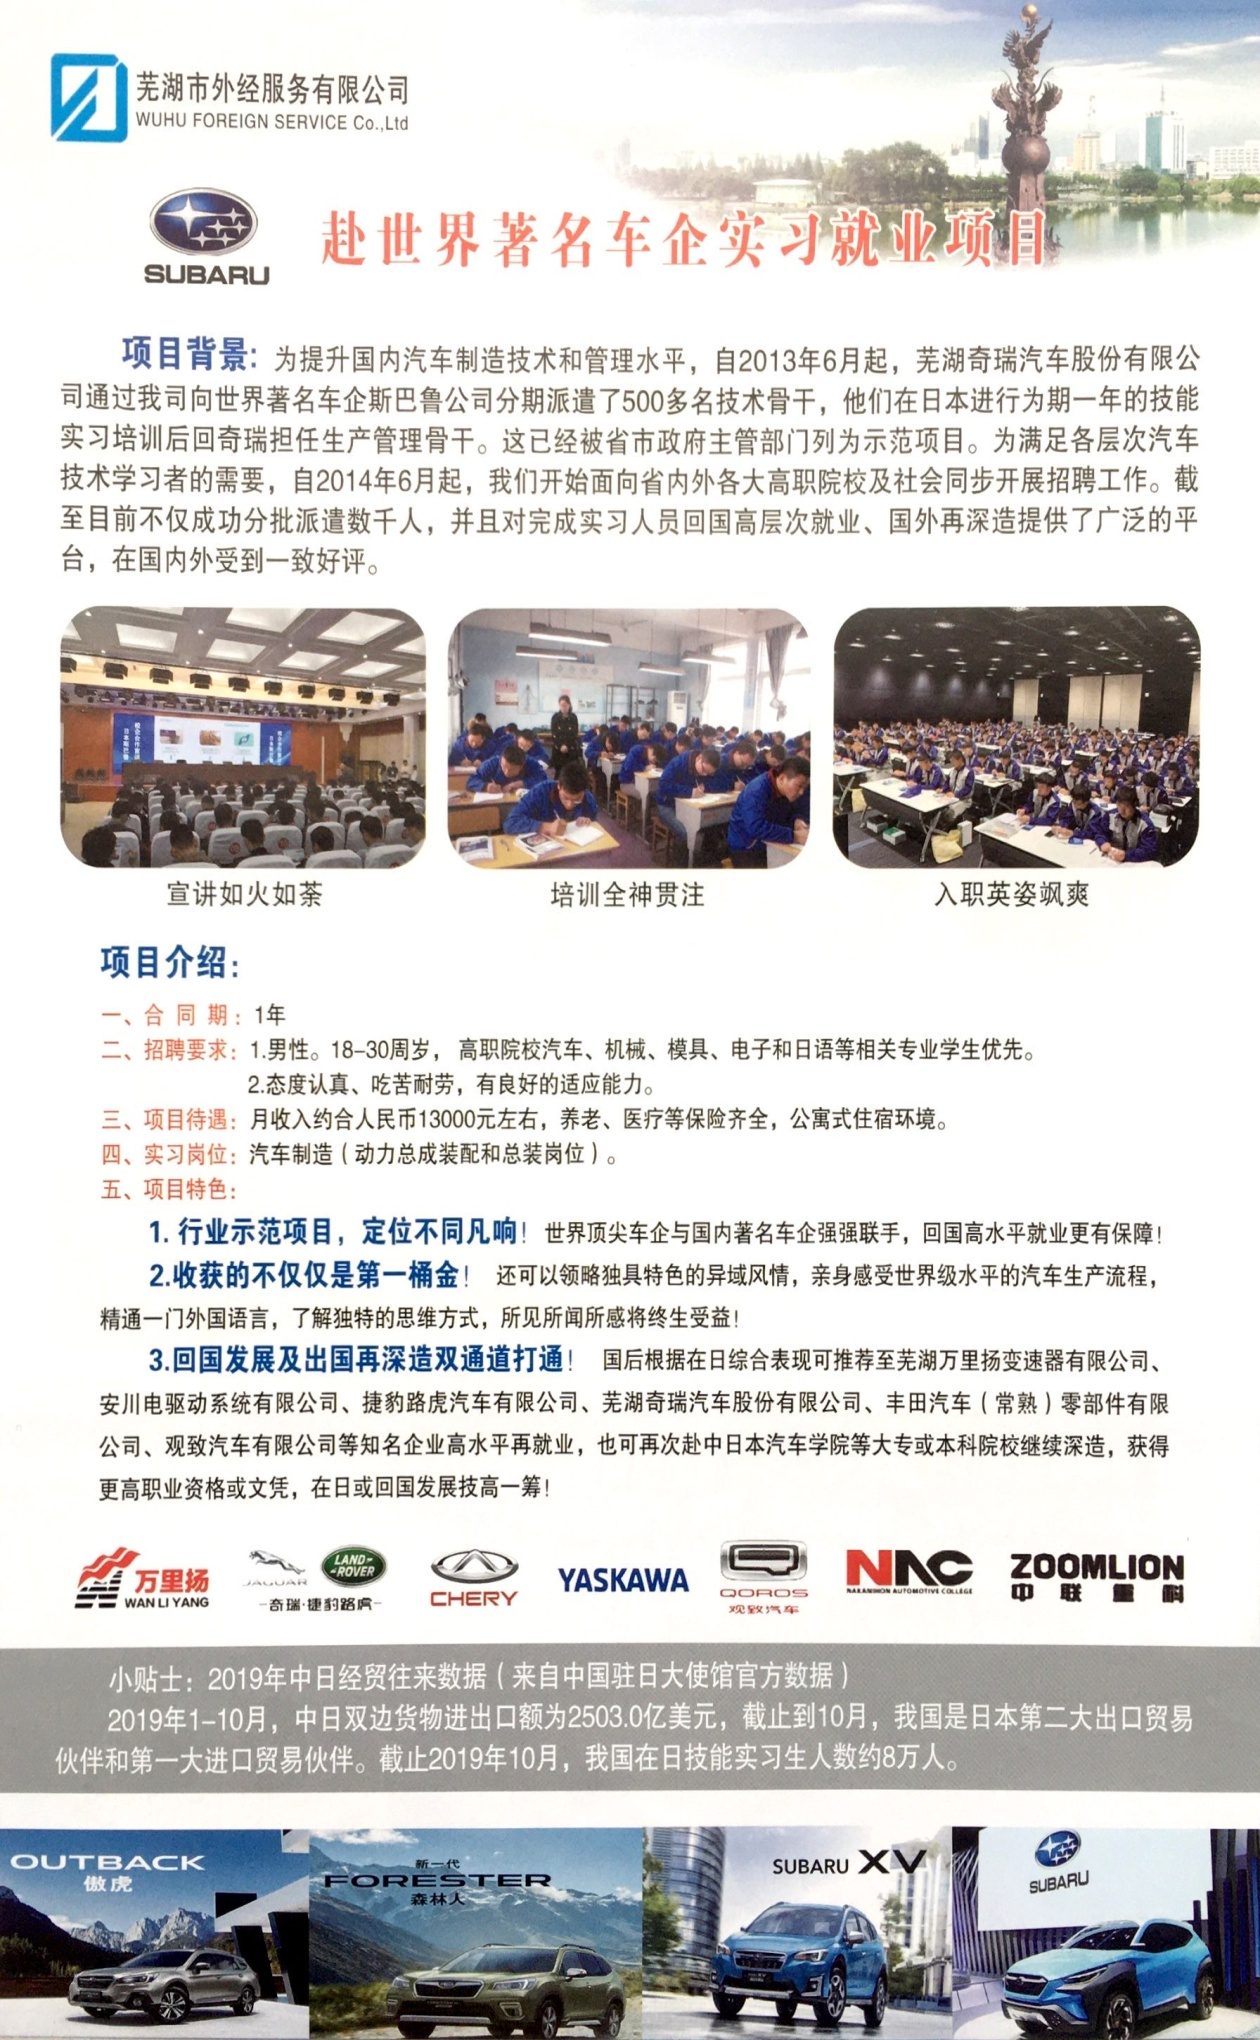 芜湖市外经服务有限公司
WUHU FOREIGN SERVICE Co.,Ltd
SUBARU
赴世界著名车企实习就业项目
项目背景: 为提升国内汽车制造技术和管理水平，自2013年6月起，芜湖奇瑞汽车股份有限公
司通过我司向世界著名车企斯巴鲁公司分期派遣了500多名技术骨干，他们在日本进行为期一年的技能
实习培训后回奇瑞担任生产管理骨干。这已经被省市政府主管部门列为示范项目。为满足各层次汽车
技术学习者的需要，自2014年6月起，我们开始面向省内外各大高职院校及社会同步开展招聘工作。截
至目前不仅成功分批派遣数千人，并且对完成实习人员回国高层次就业、国外再深造提供了广泛的平
台，在国内外受到一致好评。
宣讲如火如荼
培训全神贯注
入职英姿飒爽
项目介绍:
一、合 同 期: 1年
二、招聘要求: 1.男性。18-30周岁， 高职院校汽车、机械、模具、电子和日语等相关专业学生优先。
2.态度认真、吃苦耐劳，有良好的适应能力。
三、项目待遇: 月收入约合人民币13000元左右，养老、医疗等保险齐全，公寓式住宿环境。
四、实习岗位: 汽车制造（动力总成装配和总装岗位）。
五、项目特色:
1. 行业示范项目，定位不同凡响！世界顶尖车企与国内著名车企强强联手，回国高水平就业更有保障！
2.收获的不仅仅是第一桶金！ 还可以领略独具特色的异域风情，亲身感受世界级水平的汽车生产流程，
精通一门外国语言，了解独特的思维方式，所见所闻所感将终生受益！
3.回国发展及出国再深造双通道打通！ 国后根据在日综合表现可推荐至芜湖万里扬变速器有限公司、
安川电驱动系统有限公司、捷豹路虎汽车有限公司、芜湖奇瑞汽车股份有限公司、丰田汽车（常熟）零部件有限
公司、观致汽车有限公司等知名企业高水平再就业，也可再次赴中日本汽车学院等大专或本科院校继续深造，获得
更高职业资格或文凭，在日或回国发展技高一筹！
万里扬
WAN LI YANG
JAGUAR
LAND-ROVER
奇瑞·捷豹路虎
CHERY
YASKAWA
QOROS
观致汽车
NAC
NAKANIHON AUTOMOTIVE COLLEGE
ZOOMLION
中联重科
小贴士：2019年中日经贸往来数据（来自中国驻日大使馆官方数据）
2019年1-10月，中日双边货物进出口额为2503.0亿美元，截止到10月，我国是日本第二大出口贸易
伙伴和第一大进口贸易伙伴。截止2019年10月，我国在日技能实习生人数约8万人。
OUTBACK
傲虎
新一代
FORESTER
森林人
SUBARU XV
SUBARU